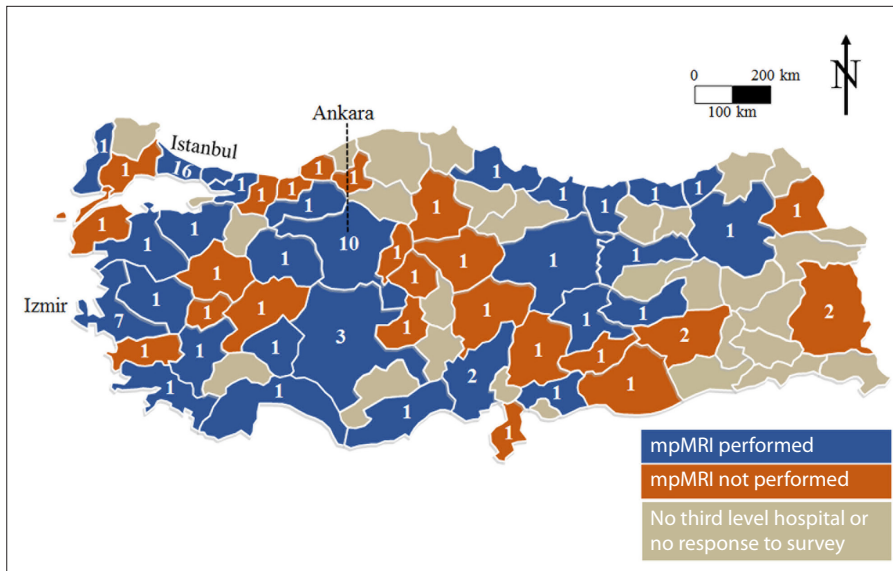 0 200 km
N
100 km
Ankara
Istanbul
1 1
1 16 1
1
1 1 1 1 1 1
1 1 1 1
1 1 1
1 10 1 1 1
1 1
1 1
1 1 1 1 1 2
Izmir 7 1 1
3 2
1 1 1 1 1
1 2 1
1 1
1
1
mpMRI performed
mpMRI not performed
No third level hospital or
no response to survey